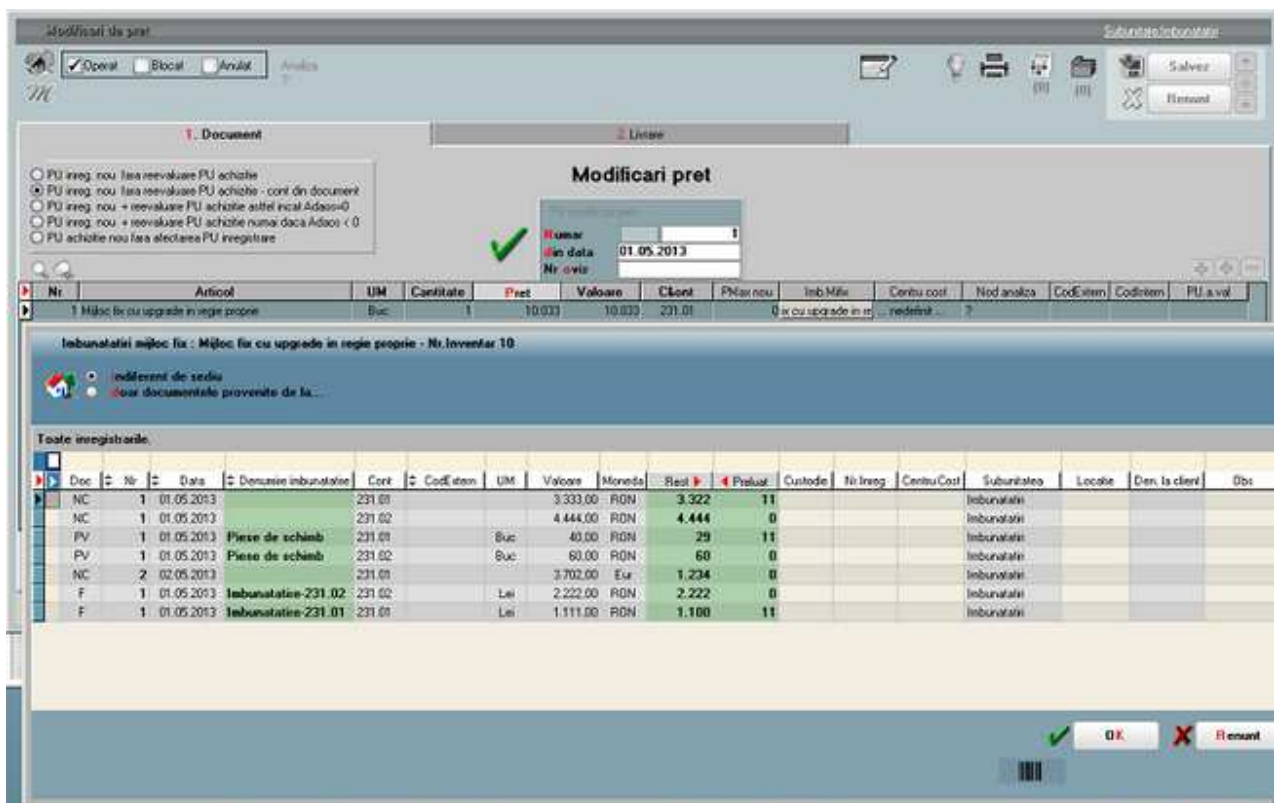 Modificari de pret
Subunitate:Imbunatatiri
Operat Blocat Anulat Analiza
Salvez
(0) (0)
Renunt
1. Document 2. Livrare
PU inreg. nou fara reevaluare PU achizitie
PU inreg. nou fara reevaluare PU achizitie - cont din document
PU inreg. nou + reevaluare PU achizitie astfel incat Adaos=0
PU inreg. nou + reevaluare PU achizitie numai daca Adaos < 0
PU achizitie nou fara afectarea PU inregistrare
Modificari pret
Numar 1
din data 01.05.2013
Nr. aviz
Nr Articol UM Cantitate Pret Valoare CtCont PMax nou Imb.Mifix Centru cost Nod analiza CodExtern CodIntern PU.a.val
1 Mijloc fix cu upgrade in regie proprie Buc 1 10.033 10.033 231.01 0 ix cu upgrade in re ... nedefinit ... ?
Imbunatatiri mijloc fix : Mijloc fix cu upgrade in regie proprie - Nr.Inventar 10
Indiferent de sediu
doar documentele provenite de la...
Toate inregistrarile.
Doc Nr Data Denumire imbunatatire Cont CodExtern UM Valoare Moneda Rest Preluat Custodie Nr.Inreg CentruCost Subunitatea Locatie Den. la client Obs
NC 1 01.05.2013 231.01 3.333,00 RON 3.322 11 Imbunatatiri
NC 1 01.05.2013 231.02 4.444,00 RON 4.444 0 Imbunatatiri
PV 1 01.05.2013 Piese de schimb 231.01 Buc 40,00 RON 29 11 Imbunatatiri
PV 1 01.05.2013 Piese de schimb 231.02 Buc 60,00 RON 60 0 Imbunatatiri
NC 2 02.05.2013 231.01 3.702,00 Eur 1.234 0 Imbunatatiri
F 1 01.05.2013 Imbunatatire-231.02 231.02 Lei 2.222,00 RON 2.222 0 Imbunatatiri
F 1 01.05.2013 Imbunatatire-231.01 231.01 Lei 1.111,00 RON 1.100 11 Imbunatatiri
OK Renunt